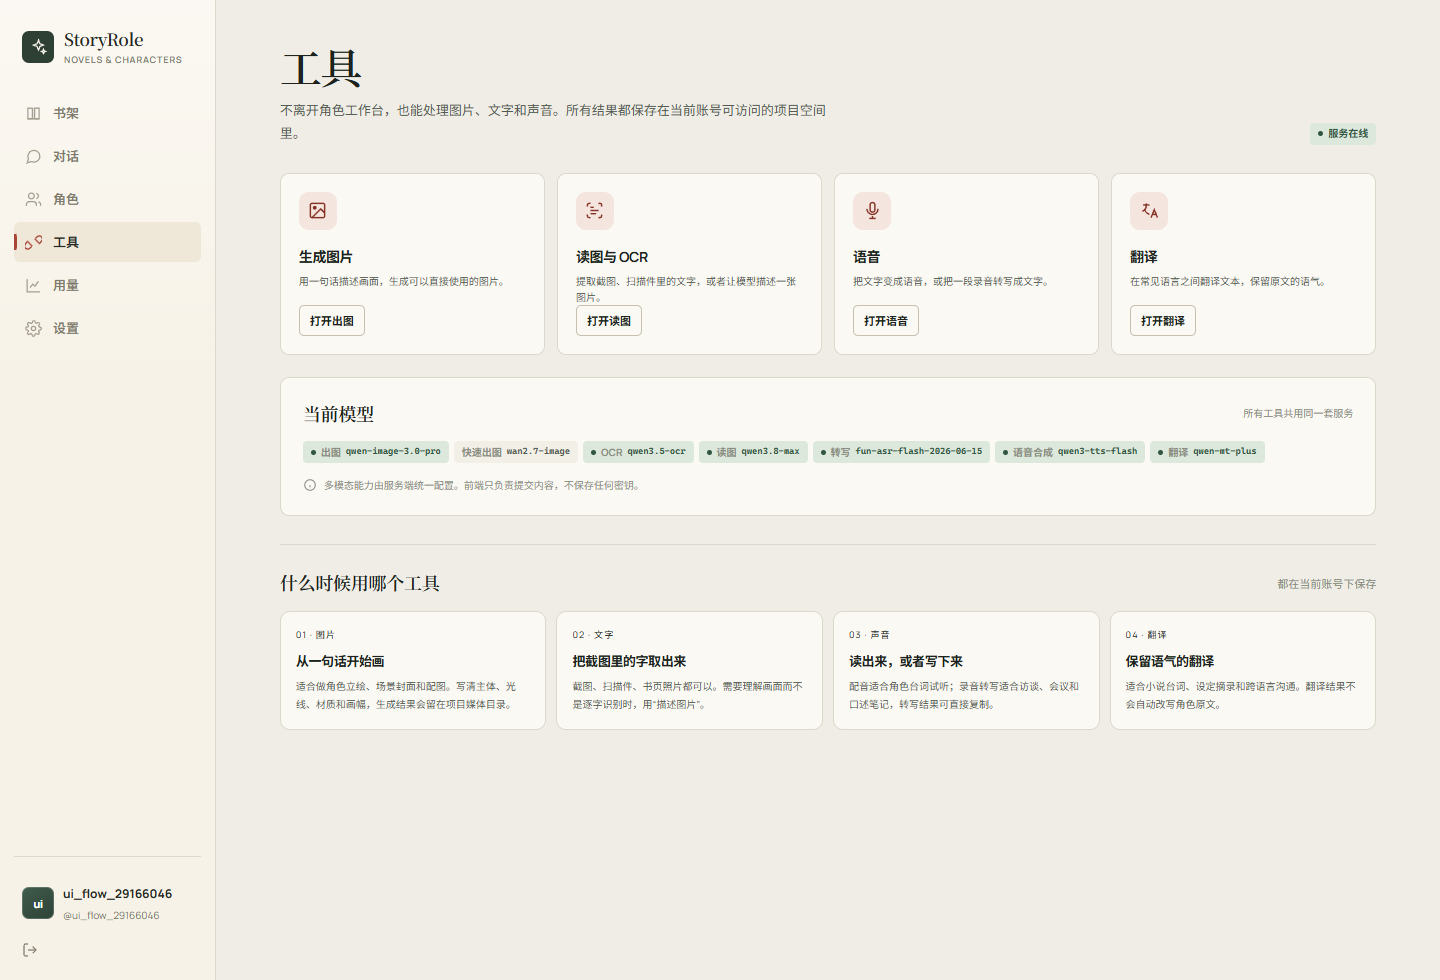 StoryRole
NOVELS & CHARACTERS
书架
对话
角色
工具
用量
设置
ui
ui_flow_29166046
@ui_flow_29166046
工具
不离开角色工作台，也能处理图片、文字和声音。所有结果都保存在当前账号可访问的项目空间
里。
服务在线
生成图片
用一句话描述画面，生成可以直接使用的图片。
打开出图
读图与 OCR
提取截图、扫描件里的文字，或者让模型描述一张
图片。
打开读图
语音
把文字变成语音，或把一段录音转写成文字。
打开语音
翻译
在常见语言之间翻译文本，保留原文的语气。
打开翻译
当前模型
所有工具共用同一套服务
出图 qwen-image-3.0-pro
快速出图 wan2.7-image
OCR qwen3.5-ocr
读图 qwen3.8-max
转写 fun-asr-flash-2026-06-15
语音合成 qwen3-tts-flash
翻译 qwen-mt-plus
多模态能力由服务端统一配置。前端只负责提交内容，不保存任何密钥。
什么时候用哪个工具
都在当前账号下保存
01 · 图片
从一句话开始画
适合做角色立绘、场景封面和配图。写清主体、光
线、材质和画幅，生成结果会留在项目媒体目录。
02 · 文字
把截图里的字取出来
截图、扫描件、书页照片都可以。需要理解画面而不
是逐字识别时，用“描述图片”。
03 · 声音
读出来，或者写下来
配音适合角色台词试听；录音转写适合访谈、会议和
口述笔记，转写结果可直接复制。
04 · 翻译
保留语气的翻译
适合小说台词、设定摘录和跨语言沟通。翻译结果不
会自动改写角色原文。